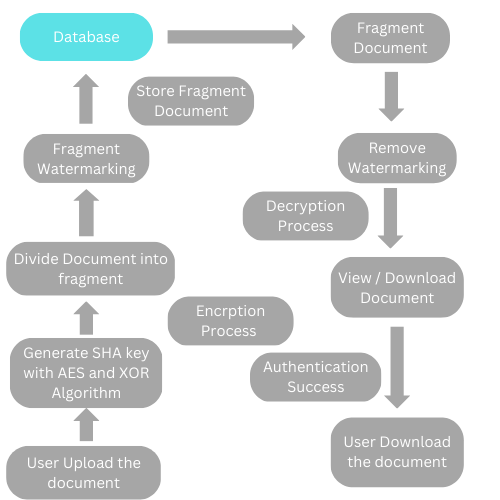 Database
Fragment
Document
Store Fragment
Document
Fragment
Watermarking
Remove
Watermarking
Decryption
Process
Divide Document into
fragment
View / Download
Document
Encrption
Process
Generate SHA key
with AES and XOR
Algorithm
Authentication
Success
User Upload the
document
User Download
the document